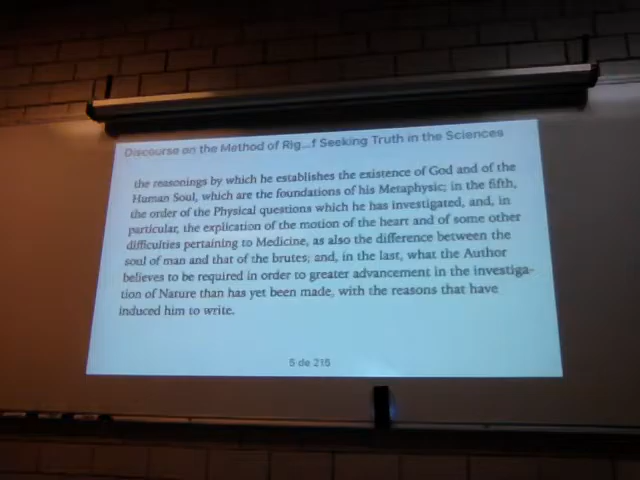 Discourse on the Method of Rig...f Seeking Truth in the Sciences
the reasonings by which he establishes the existence of God and of the
Human Soul, which are the foundations of his Metaphysic; in the fifth,
the order of the Physical questions which he has investigated, and, in
particular, the explication of the motion of the heart and of some other
difficulties pertaining to Medicine, as also the difference between the
soul of man and that of the brutes; and, in the last, what the Author
believes to be required in order to greater advancement in the investiga-
tion of Nature than has yet been made, with the reasons that have
induced him to write.
5 de 215